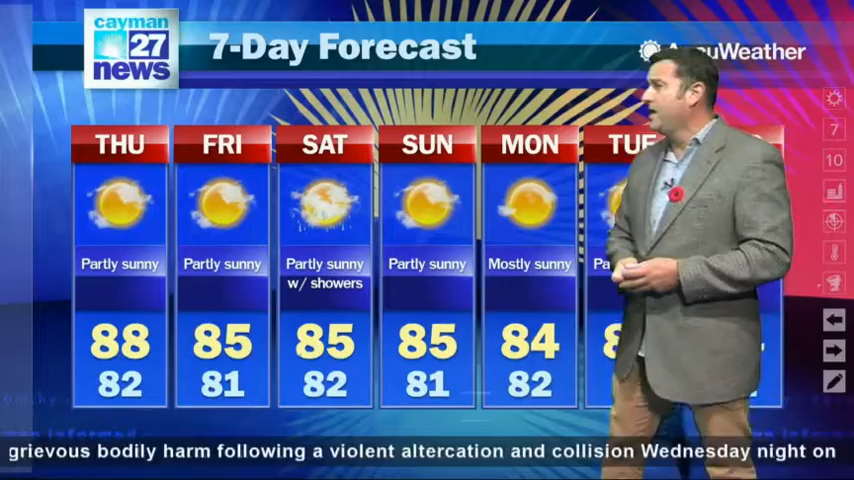 cayman
27
news
7-Day Forecast
AccuWeather
THU
FRI
SAT
SUN
MON
TUE
7
10
Partly sunny
Partly sunny
Partly sunny
w/ showers
Partly sunny
Mostly sunny
88
85
85
85
84
82
81
82
81
82
grievous bodily harm following a violent altercation and collision Wednesday night on